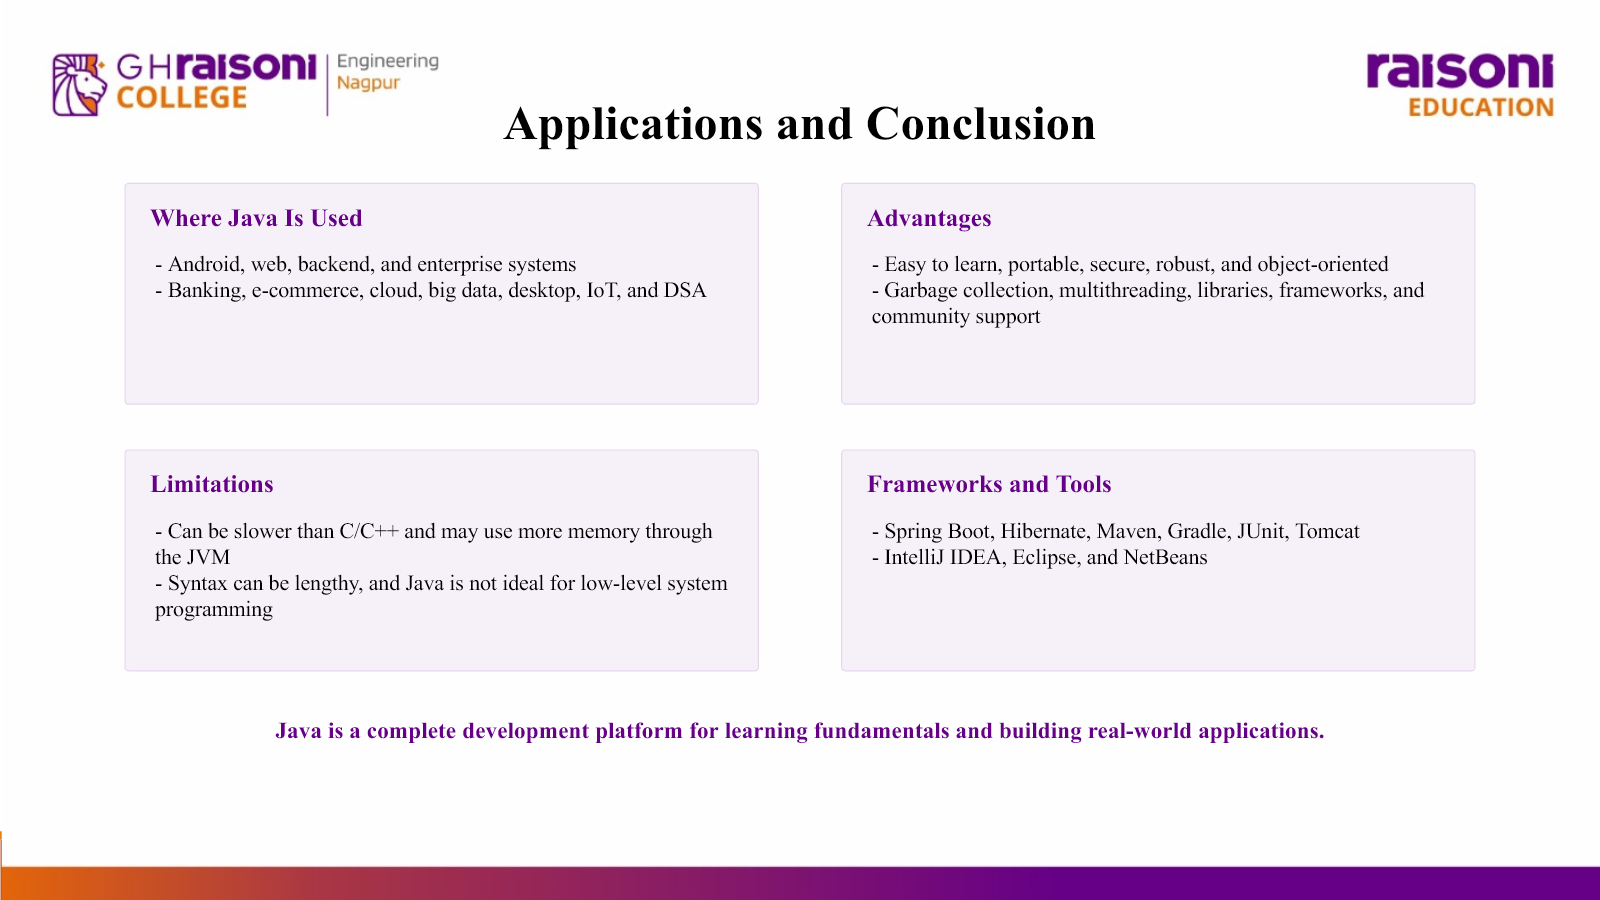 GHraisoni
COLLEGE
Engineering
Nagpur
raisoni
EDUCATION
Applications and Conclusion
Where Java Is Used
- Android, web, backend, and enterprise systems
- Banking, e-commerce, cloud, big data, desktop, IoT, and DSA
Advantages
- Easy to learn, portable, secure, robust, and object-oriented
- Garbage collection, multithreading, libraries, frameworks, and
community support
Limitations
- Can be slower than C/C++ and may use more memory through
the JVM
- Syntax can be lengthy, and Java is not ideal for low-level system
programming
Frameworks and Tools
- Spring Boot, Hibernate, Maven, Gradle, JUnit, Tomcat
- IntelliJ IDEA, Eclipse, and NetBeans
Java is a complete development platform for learning fundamentals and building real-world applications.